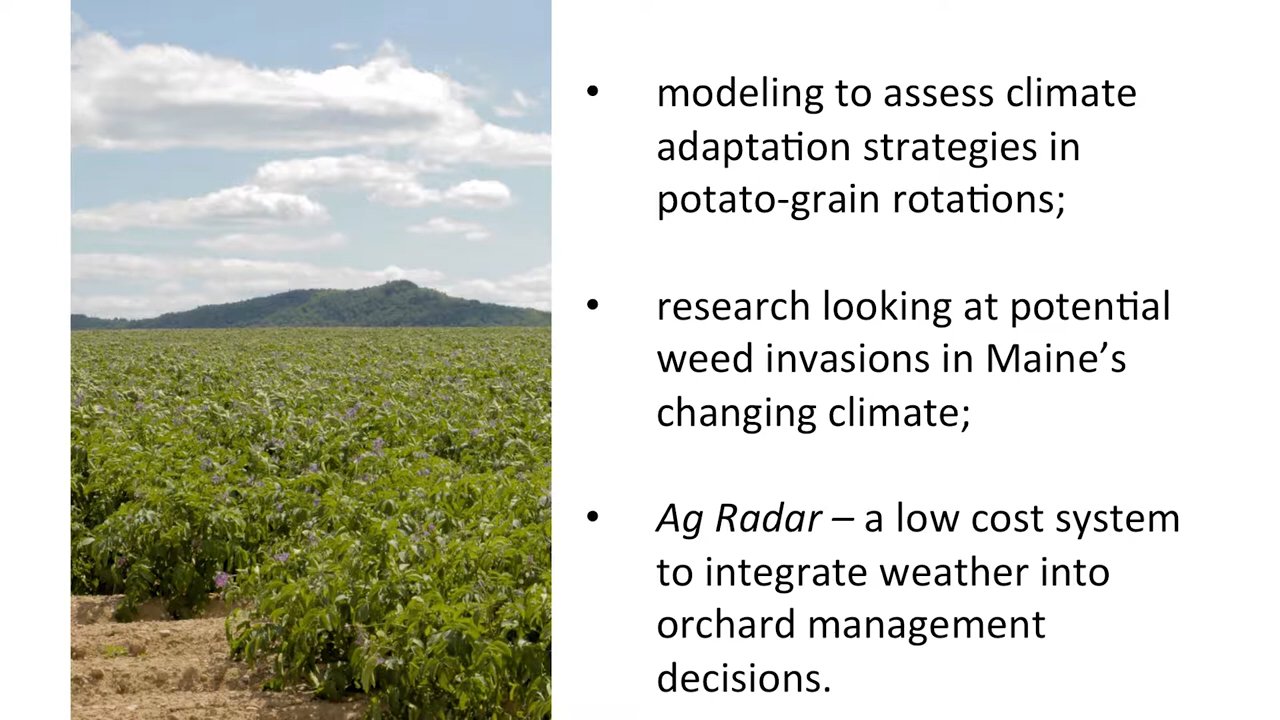 • modeling to assess climate
adaptation strategies in
potato-grain rotations;
• research looking at potential
weed invasions in Maine’s
changing climate;
• Ag Radar – a low cost system
to integrate weather into
orchard management
decisions.